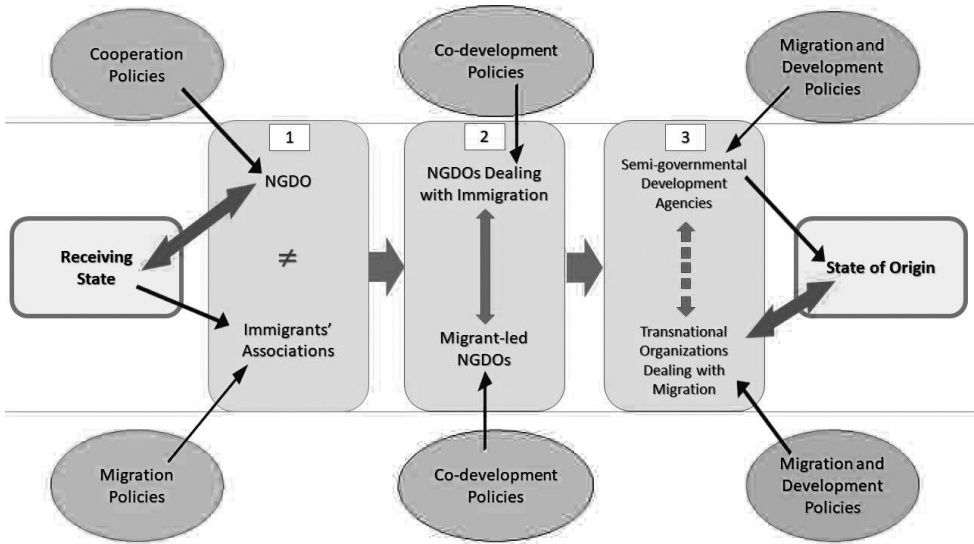 Cooperation
Policies
Co-development
Policies
Migration and
Development
Policies
1
2
3
NGDO
NGDOs Dealing
with Immigration
Semi-governmental
Development
Agencies
Receiving
State
≠
State of Origin
Immigrants’
Associations
Migrant-led
NGDOs
Transnational
Organizations
Dealing with
Migration
Migration
Policies
Co-development
Policies
Migration and
Development
Policies